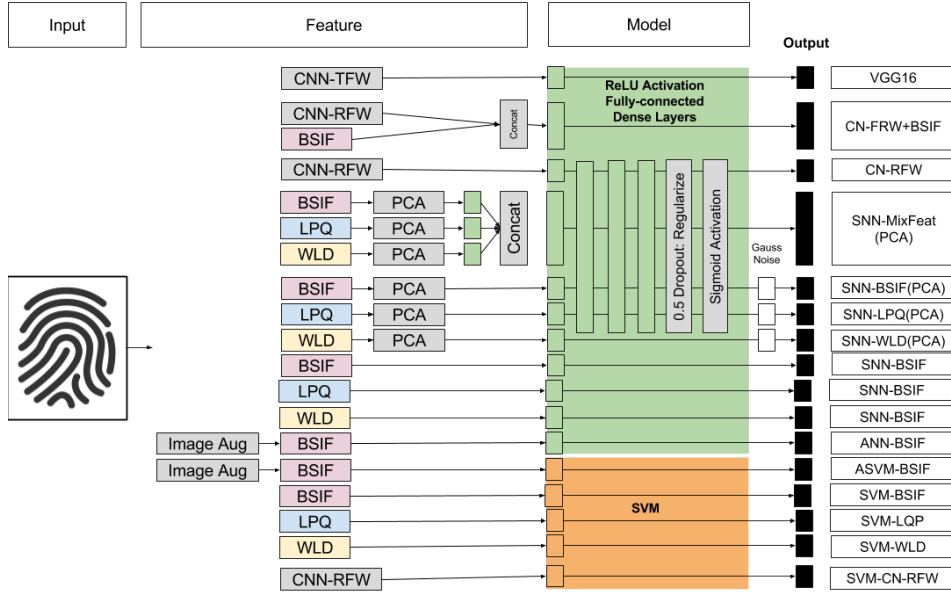 Input
Feature
Model
Output
CNN-TFW
ReLU Activation
Fully-connected
Dense Layers
VGG16
CNN-RFW
BSIF
Concat
CN-FRW+BSIF
CNN-RFW
CN-RFW
BSIF
PCA
LPQ
PCA
WLD
PCA
Concat
0.5 Dropout: Regularize
Sigmoid Activation
Gauss
Noise
SNN-MixFeat
(PCA)
BSIF
PCA
SNN-BSIF(PCA)
LPQ
PCA
SNN-LPQ(PCA)
WLD
PCA
SNN-WLD(PCA)
BSIF
SNN-BSIF
LPQ
SNN-BSIF
WLD
SNN-BSIF
Image Aug
BSIF
ANN-BSIF
Image Aug
BSIF
ASVM-BSIF
BSIF
SVM
SVM-BSIF
LPQ
SVM-LQP
WLD
SVM-WLD
CNN-RFW
SVM-CN-RFW